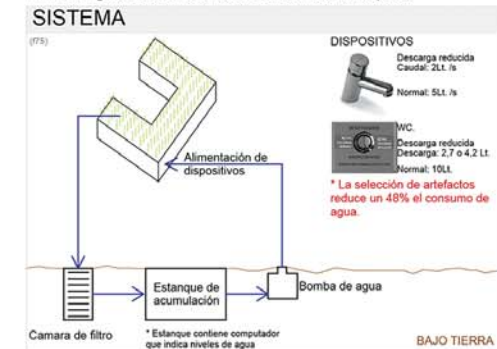 SISTEMA
(f75)
DISPOSITIVOS
Descarga reducida
Caudal: 2Lt. /s
Normal: 5Lt. /s
WC.
Descarga reducida
Descarga: 2,7 o 4,2 Lt.
Normal: 10Lt.
* La selección de artefactos
reduce un 48% el consumo de
agua.
Alimentación de
dispositivos
Estanque de
acumulación
Bomba de agua
Camara de filtro
* Estanque contiene computador
que indica niveles de agua
BAJO TIERRA